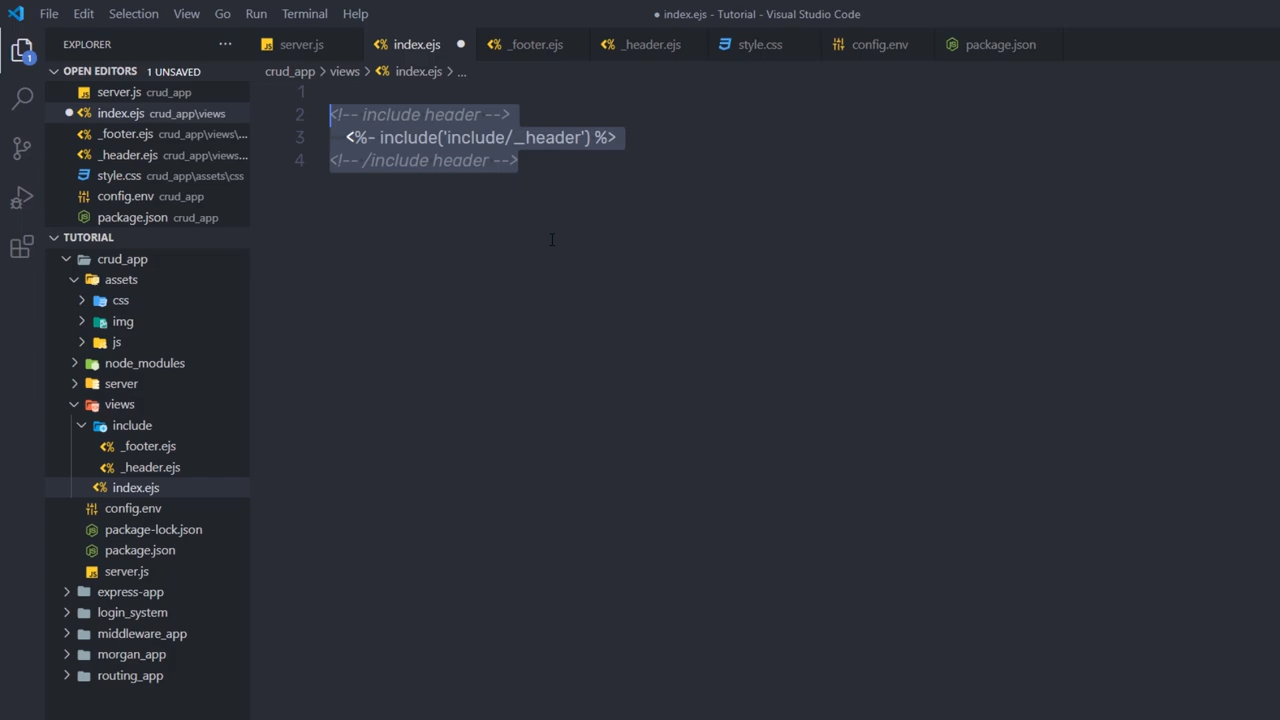 File Edit Selection View Go Run Terminal Help
● index.ejs - Tutorial - Visual Studio Code
EXPLORER ...
server.js index.ejs _footer.ejs _header.ejs style.css config.env package.json
1
OPEN EDITORS 1 UNSAVED
crud_app > views > index.ejs > ...
server.js crud_app
index.ejs crud_app\views
_footer.ejs crud_app\views\...
_header.ejs crud_app\views...
style.css crud_app\assets\css
config.env crud_app
package.json crud_app
1
2 <!-- include header -->
3 <%- include('include/_header') %>
4 <!-- /include header -->
TUTORIAL
crud_app
assets
css
img
js
node_modules
server
views
include
_footer.ejs
_header.ejs
index.ejs
config.env
package-lock.json
package.json
server.js
express-app
login_system
middleware_app
morgan_app
routing_app